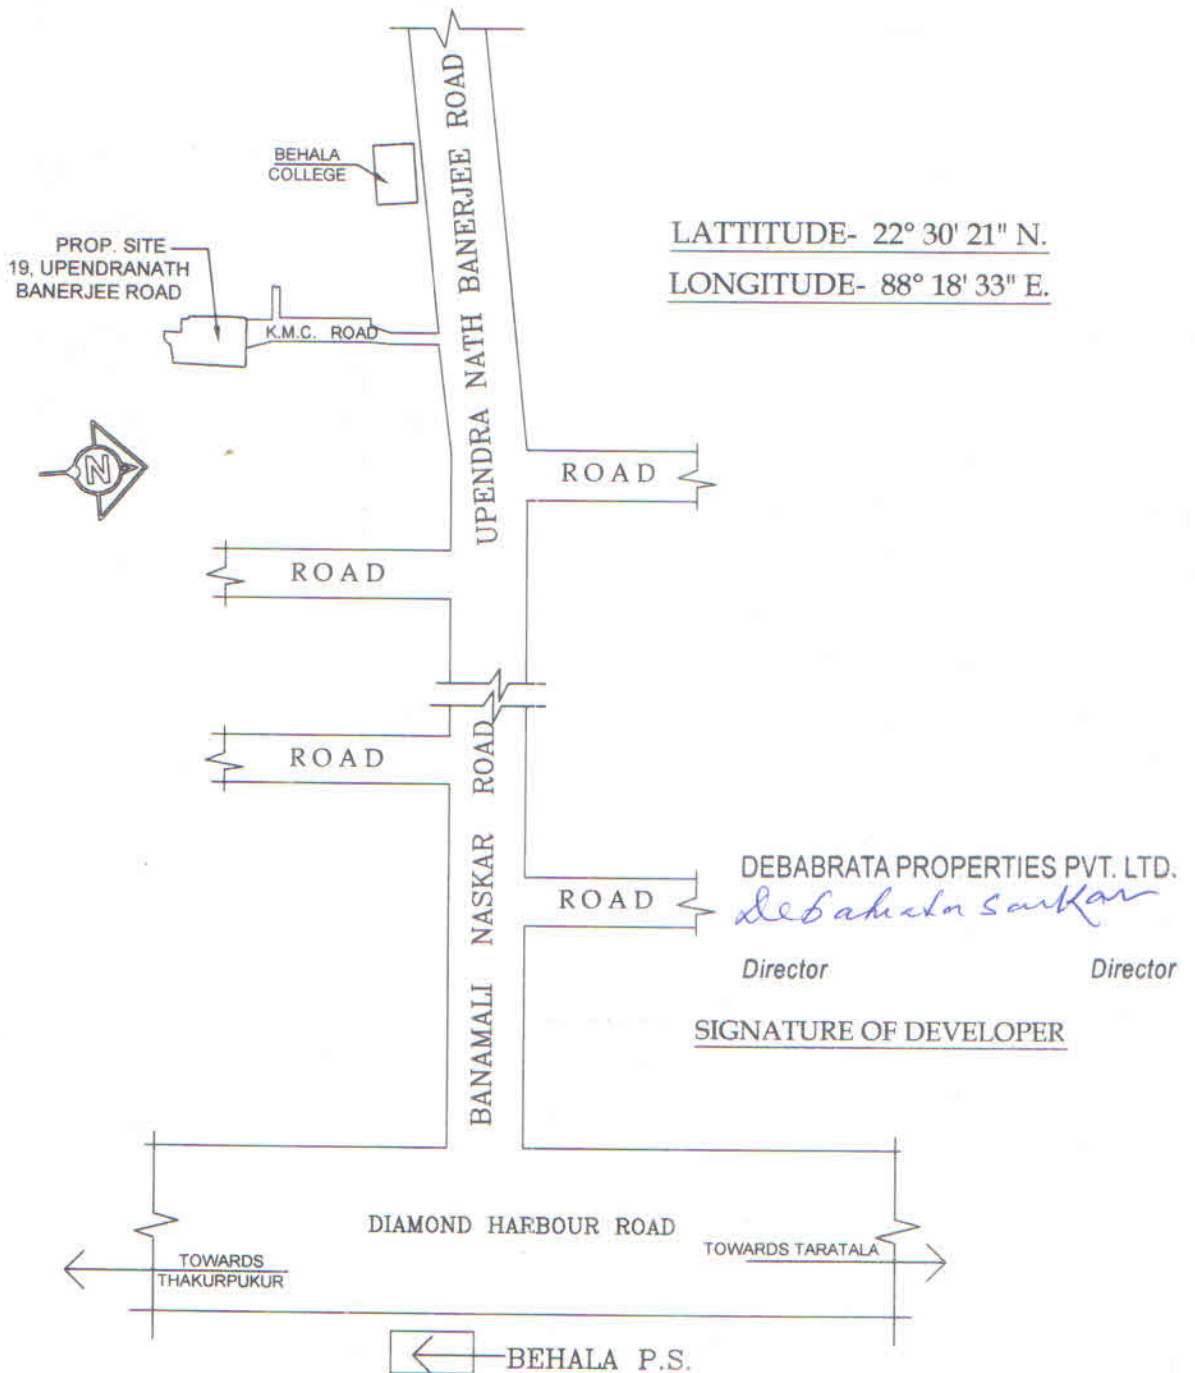 UPENDRA NATH BANERJEE ROAD
BEHALA
COLLEGE
LATTITUDE- 22° 30' 21" N.
LONGITUDE- 88° 18' 33" E.
PROP. SITE
19, UPENDRANATH
BANERJEE ROAD
K.M.C. ROAD
N
ROAD
ROAD
ROAD
BANAMALI NASKAR ROAD
ROAD
DEBABRATA PROPERTIES PVT. LTD.
Debabrata Sarkar
Director Director
SIGNATURE OF DEVELOPER
DIAMOND HARBOUR ROAD
TOWARDS
THAKURPUKUR
TOWARDS TARATALA
BEHALA P.S.